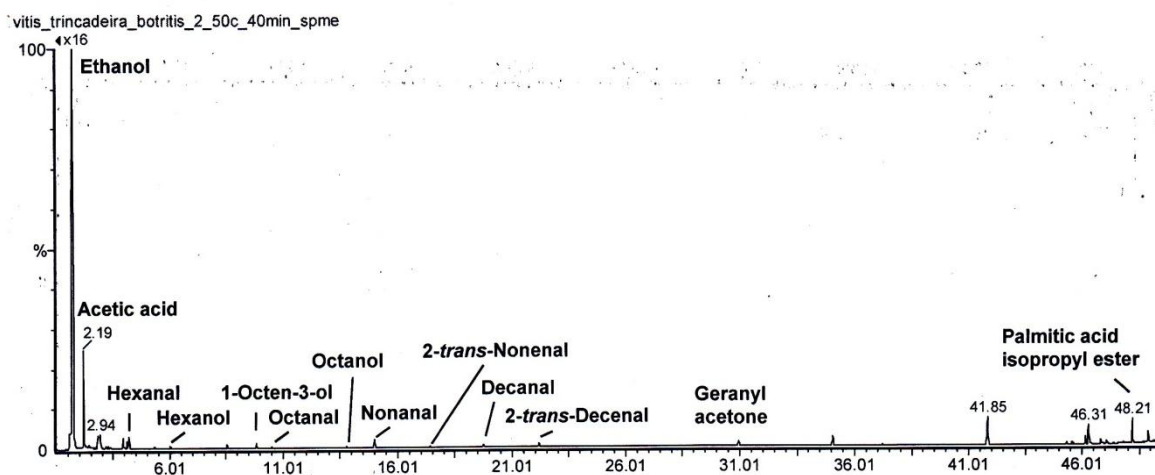 vitis_trincadeira_botritis_2_50c_40min_spme
x16
100
Ethanol
%
Acetic acid
2.19
Palmitic acid
isopropyl ester
2-trans-Nonenal
Octanol
Hexanal
1-Octen-3-ol
Decanal
Geranyl
acetone
41.85
46.31
48.21
2.94
Hexanol
Octanal
Nonanal
2-trans-Decenal
0
6.01
11.01
16.01
21.01
26.01
31.01
36.01
41.01
46.01